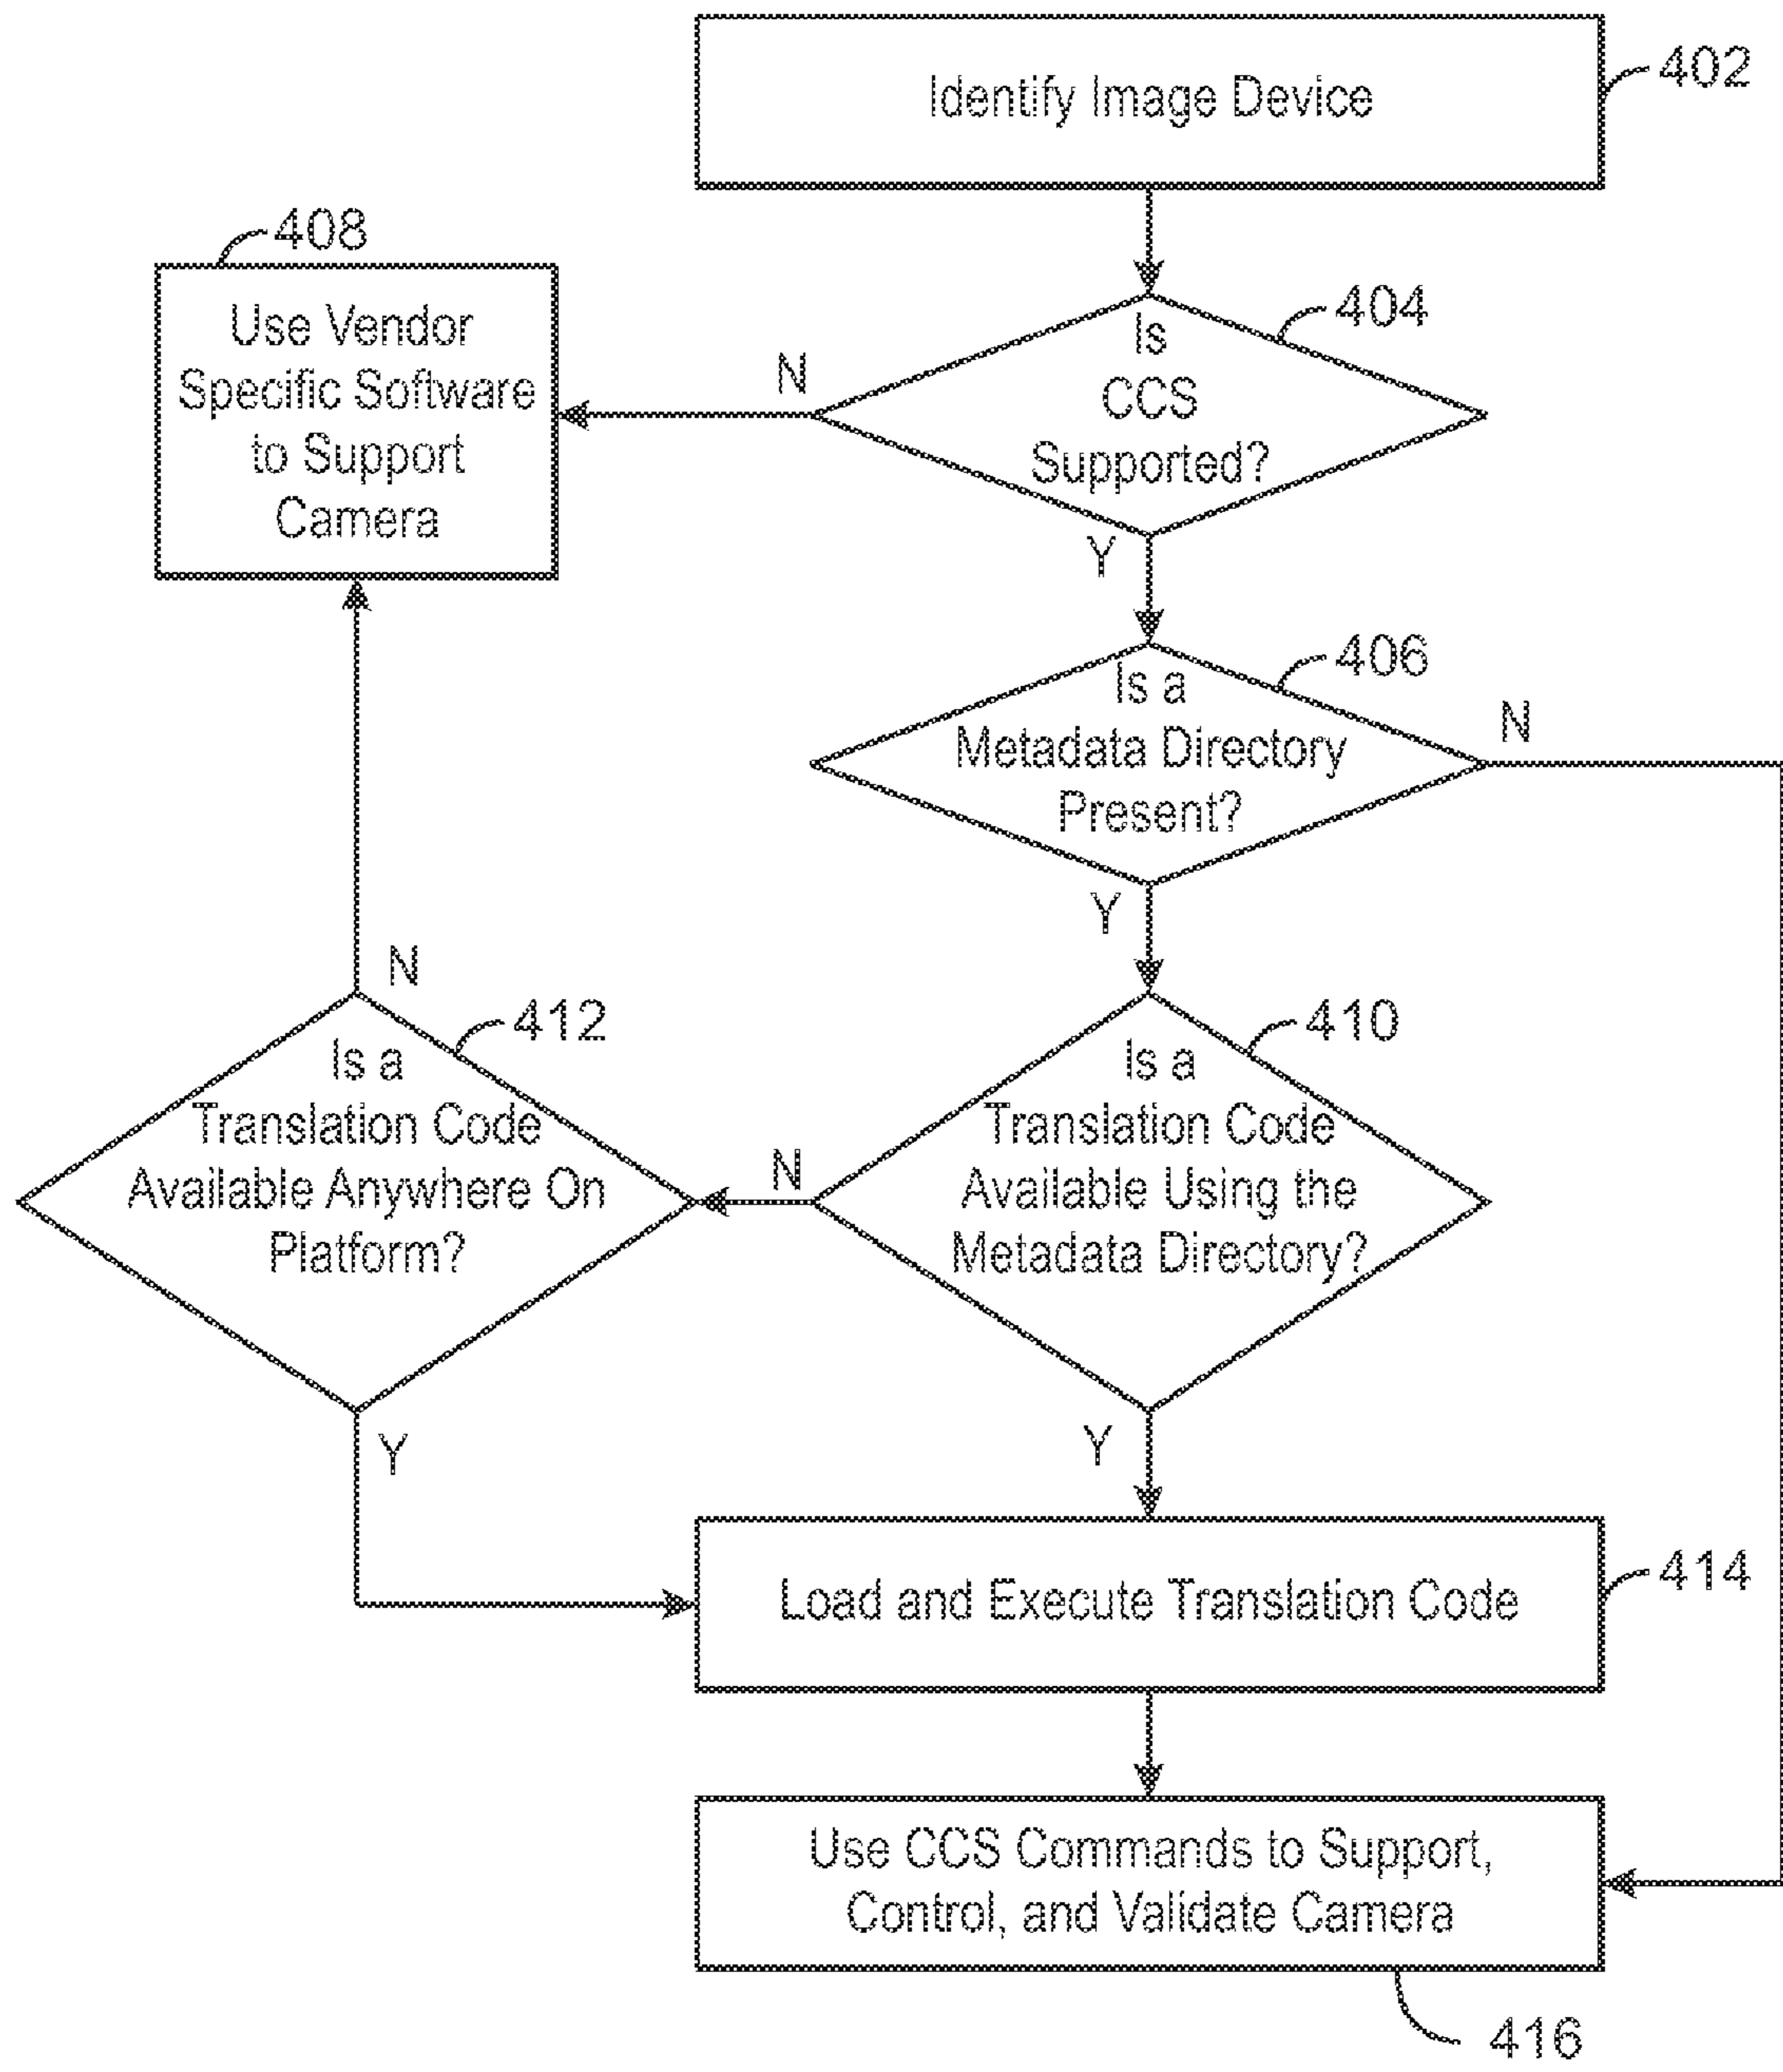 Identify Image Device
402
408
Use Vendor
Specific Software
to Support
Camera
N
404
Is
CCS
Supported?
Y
406
Is a
Metadata Directory
Present?
N
Y
N
412
Is a
Translation Code
Available Anywhere On
Platform?
N
410
Is a
Translation Code
Available Using the
Metadata Directory?
Y
Y
Load and Execute Translation Code
414
Use CCS Commands to Support,
Control, and Validate Camera
416